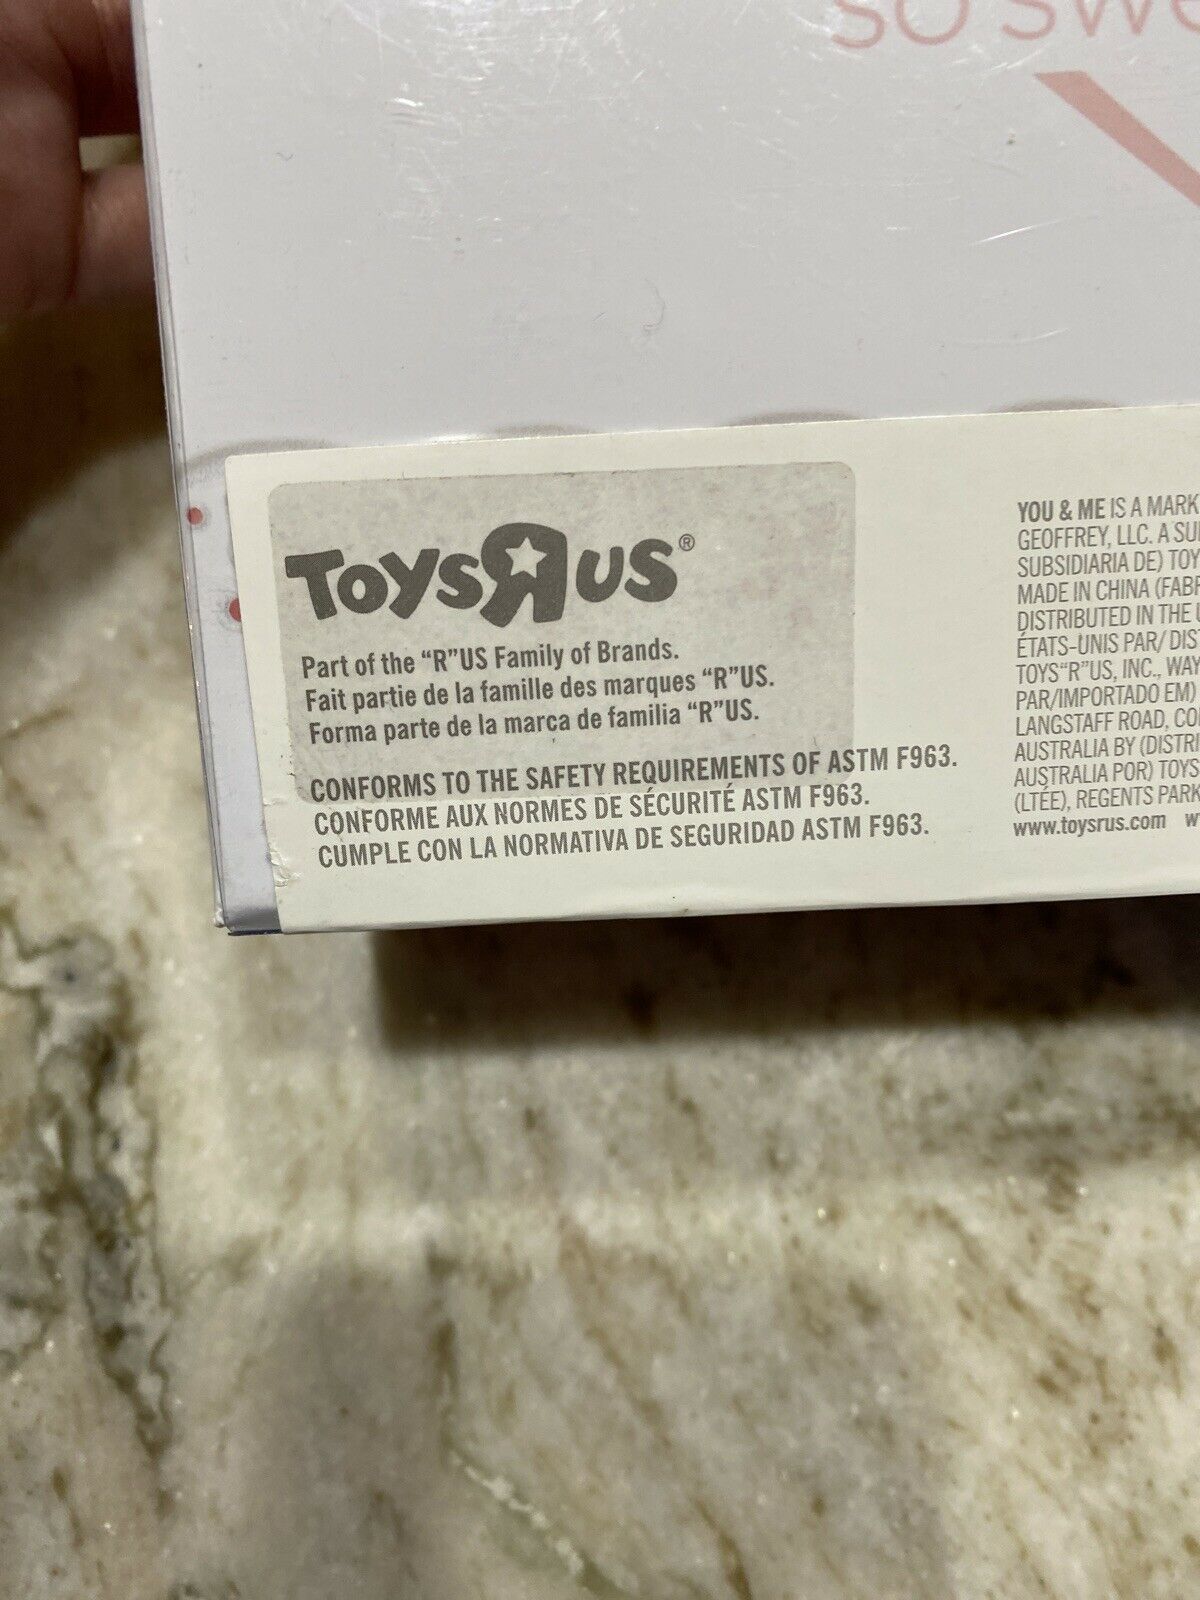 SO SWE
TOYSRUS®
Part of the “R”US Family of Brands.
Fait partie de la famille des marques “R”US.
Forma parte de la marca de familia “R”US.
CONFORMS TO THE SAFETY REQUIREMENTS OF ASTM F963.
CONFORME AUX NORMES DE SÉCURITÉ ASTM F963.
CUMPLE CON LA NORMATIVA DE SEGURIDAD ASTM F963.
YOU & ME IS A MARK
GEOFFREY, LLC. A SU
SUBSIDIARIA DE) TOY
MADE IN CHINA (FAB
DISTRIBUTED IN THE
ÉTATS-UNIS PAR/ DIS
TOYS“R”US, INC., WAY
PAR/IMPORTADO EM)
LANGSTAFF ROAD, CO
AUSTRALIA BY (DISTRI
AUSTRALIA POR) TOYS
(LTÉE), REGENTS PARK
www.toysrus.com w